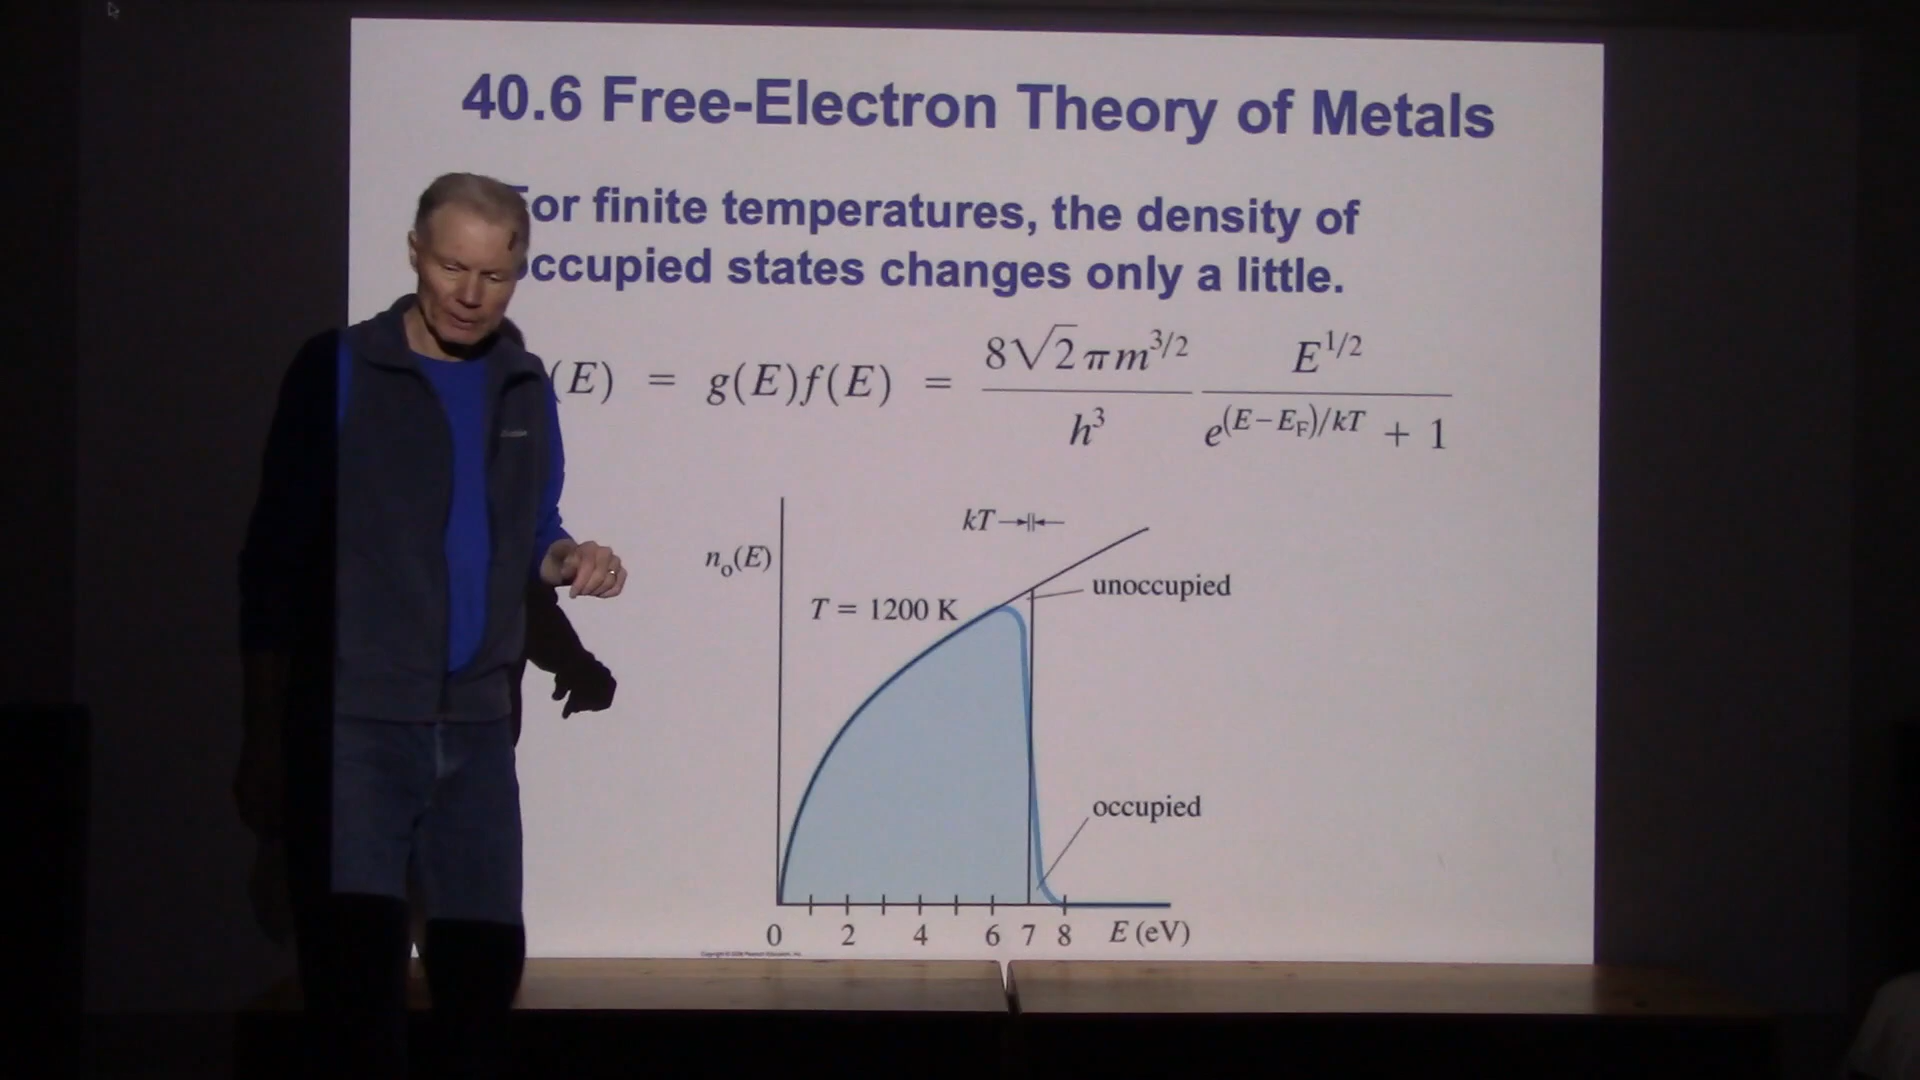 40.6 Free-Electron Theory of Metals
or finite temperatures, the density of
ccupied states changes only a little.
(E) = g(E)f(E) = 8√2πm^3/2 / h^3 E^1/2 / e^(E−E_F)/kT + 1
kT
n_o(E)
unoccupied
T = 1200 K
occupied
0 2 4 6 7 8 E (eV)